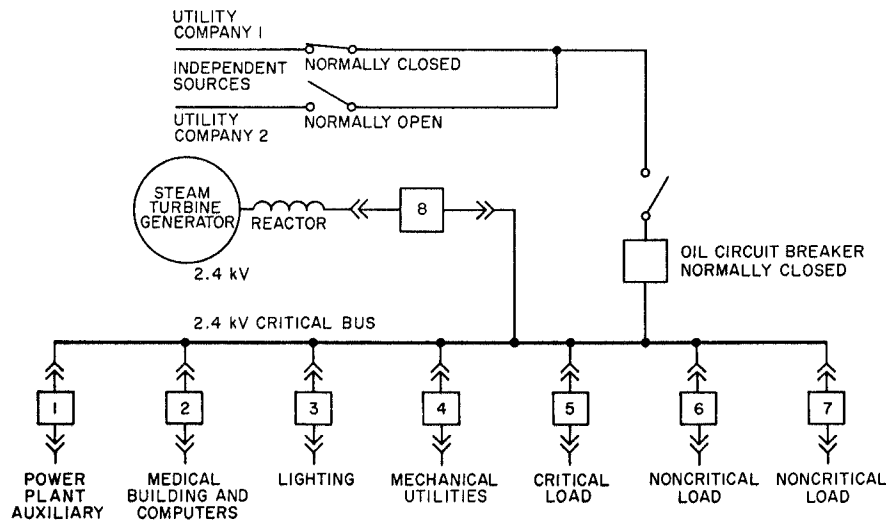 UTILITY
COMPANY 1
NORMALLY CLOSED
INDEPENDENT
SOURCES
UTILITY
COMPANY 2
NORMALLY OPEN
STEAM
TURBINE
GENERATOR
REACTOR
8
2.4 kV
OIL CIRCUIT BREAKER
NORMALLY CLOSED
2.4 kV CRITICAL BUS
1
2
3
4
5
6
7
POWER
PLANT
AUXILIARY
MEDICAL
BUILDING AND
COMPUTERS
LIGHTING
MECHANICAL
UTILITIES
CRITICAL
LOAD
NONCRITICAL
LOAD
NONCRITICAL
LOAD